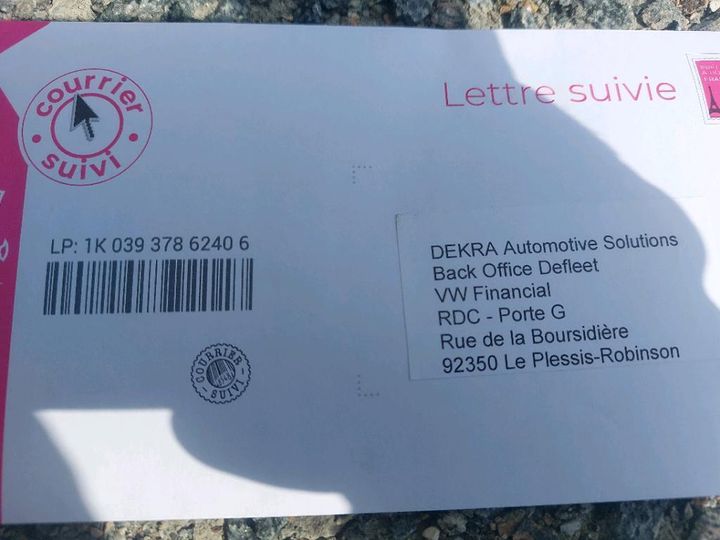 courrier
suivi
Lettre suivie
LP: 1K 039 378 6240 6
COURRIER
SUIVI
DEKRA Automotive Solutions
Back Office Defleet
VW Financial
RDC - Porte G
Rue de la Boursidière
92350 Le Plessis-Robinson